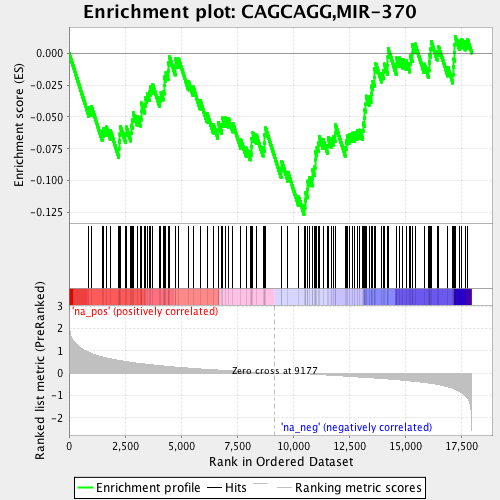 Enrichment plot: CAGCAGG,MIR-370
Enrichment score (ES)
0.000
-0.025
-0.050
-0.075
-0.100
-0.125
Ranked list metric (PreRanked)
3
2
1
0
-1
-2
'na_pos' (positively correlated)
Zero cross at 9177
'na_neg' (negatively correlated)
0
2,500
5,000
7,500
10,000
12,500
15,000
17,500
Rank in Ordered Dataset
Enrichment profile
Hits
Ranking metric scores